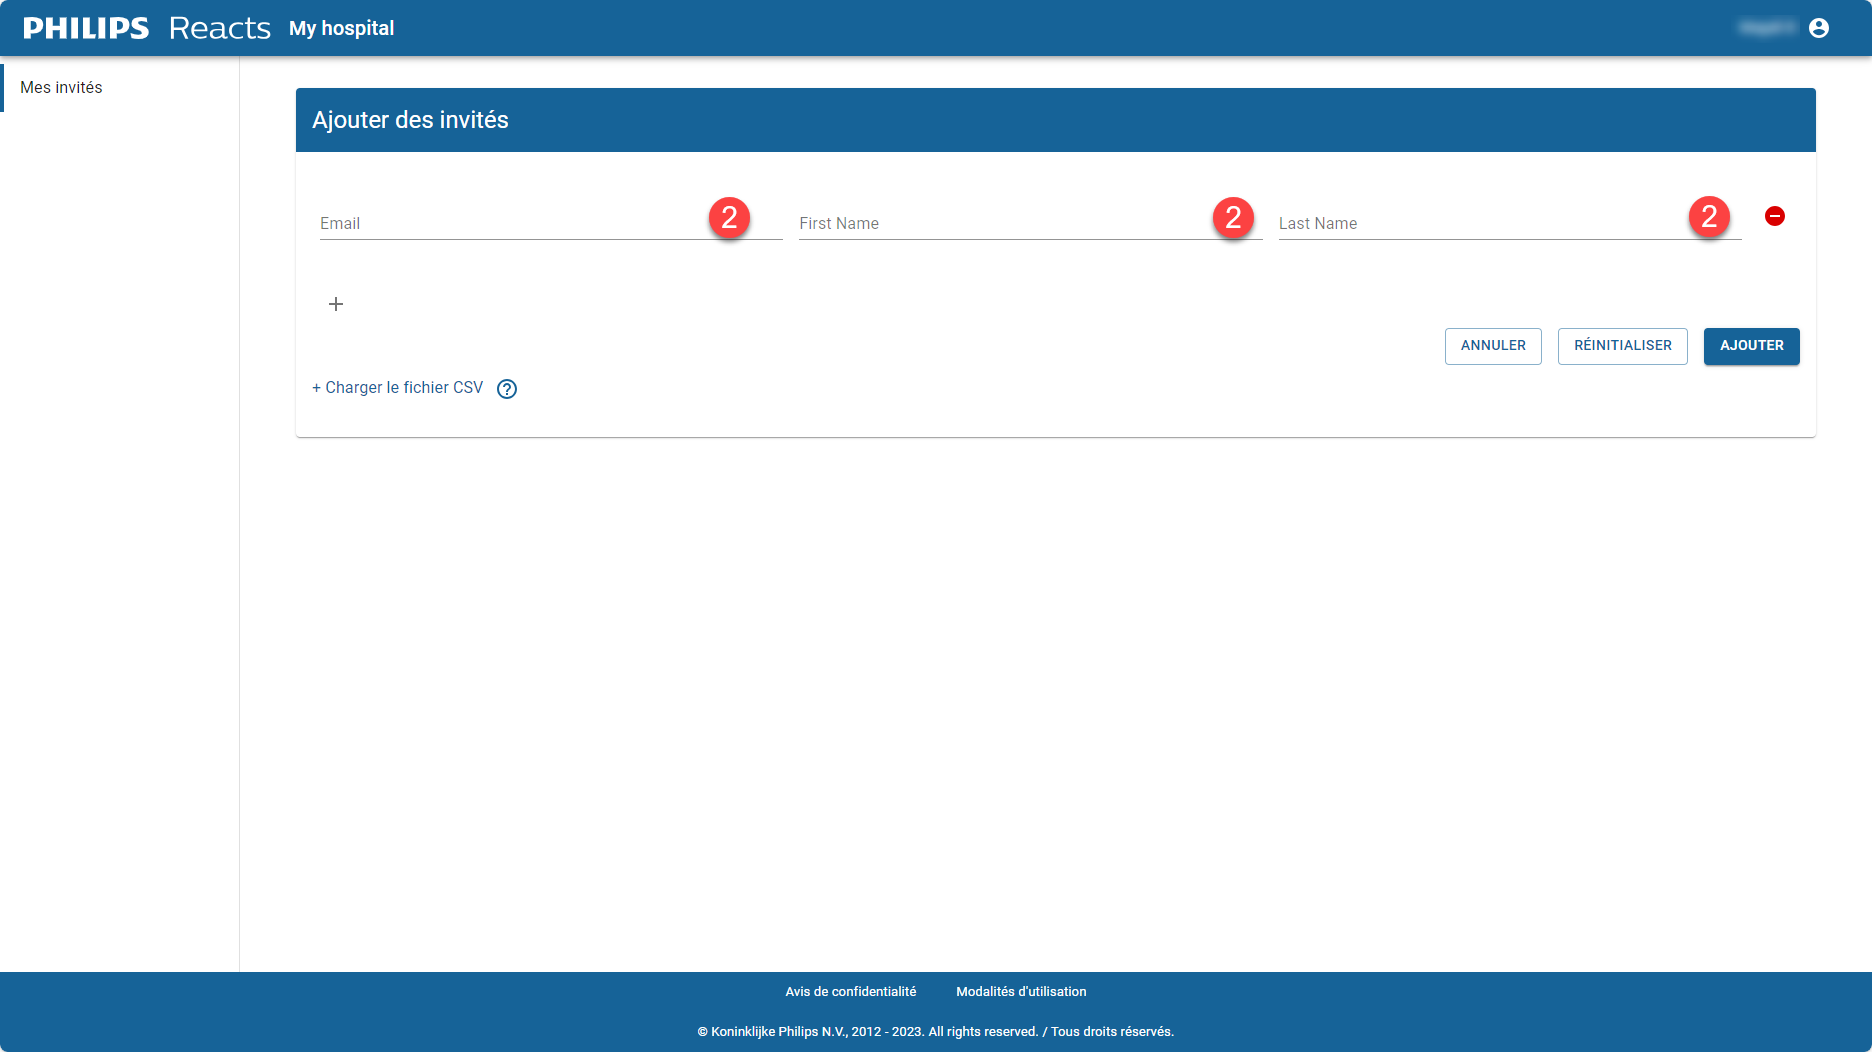 PHILIPS Reacts My hospital
Mes invités
Ajouter des invités
Email 2 First Name 2 Last Name 2
ANNULER RÉINITIALISER AJOUTER
+ Charger le fichier CSV ?
Avis de confidentialité Modalités d'utilisation
© Koninklijke Philips N.V., 2012 - 2023. All rights reserved. / Tous droits réservés.